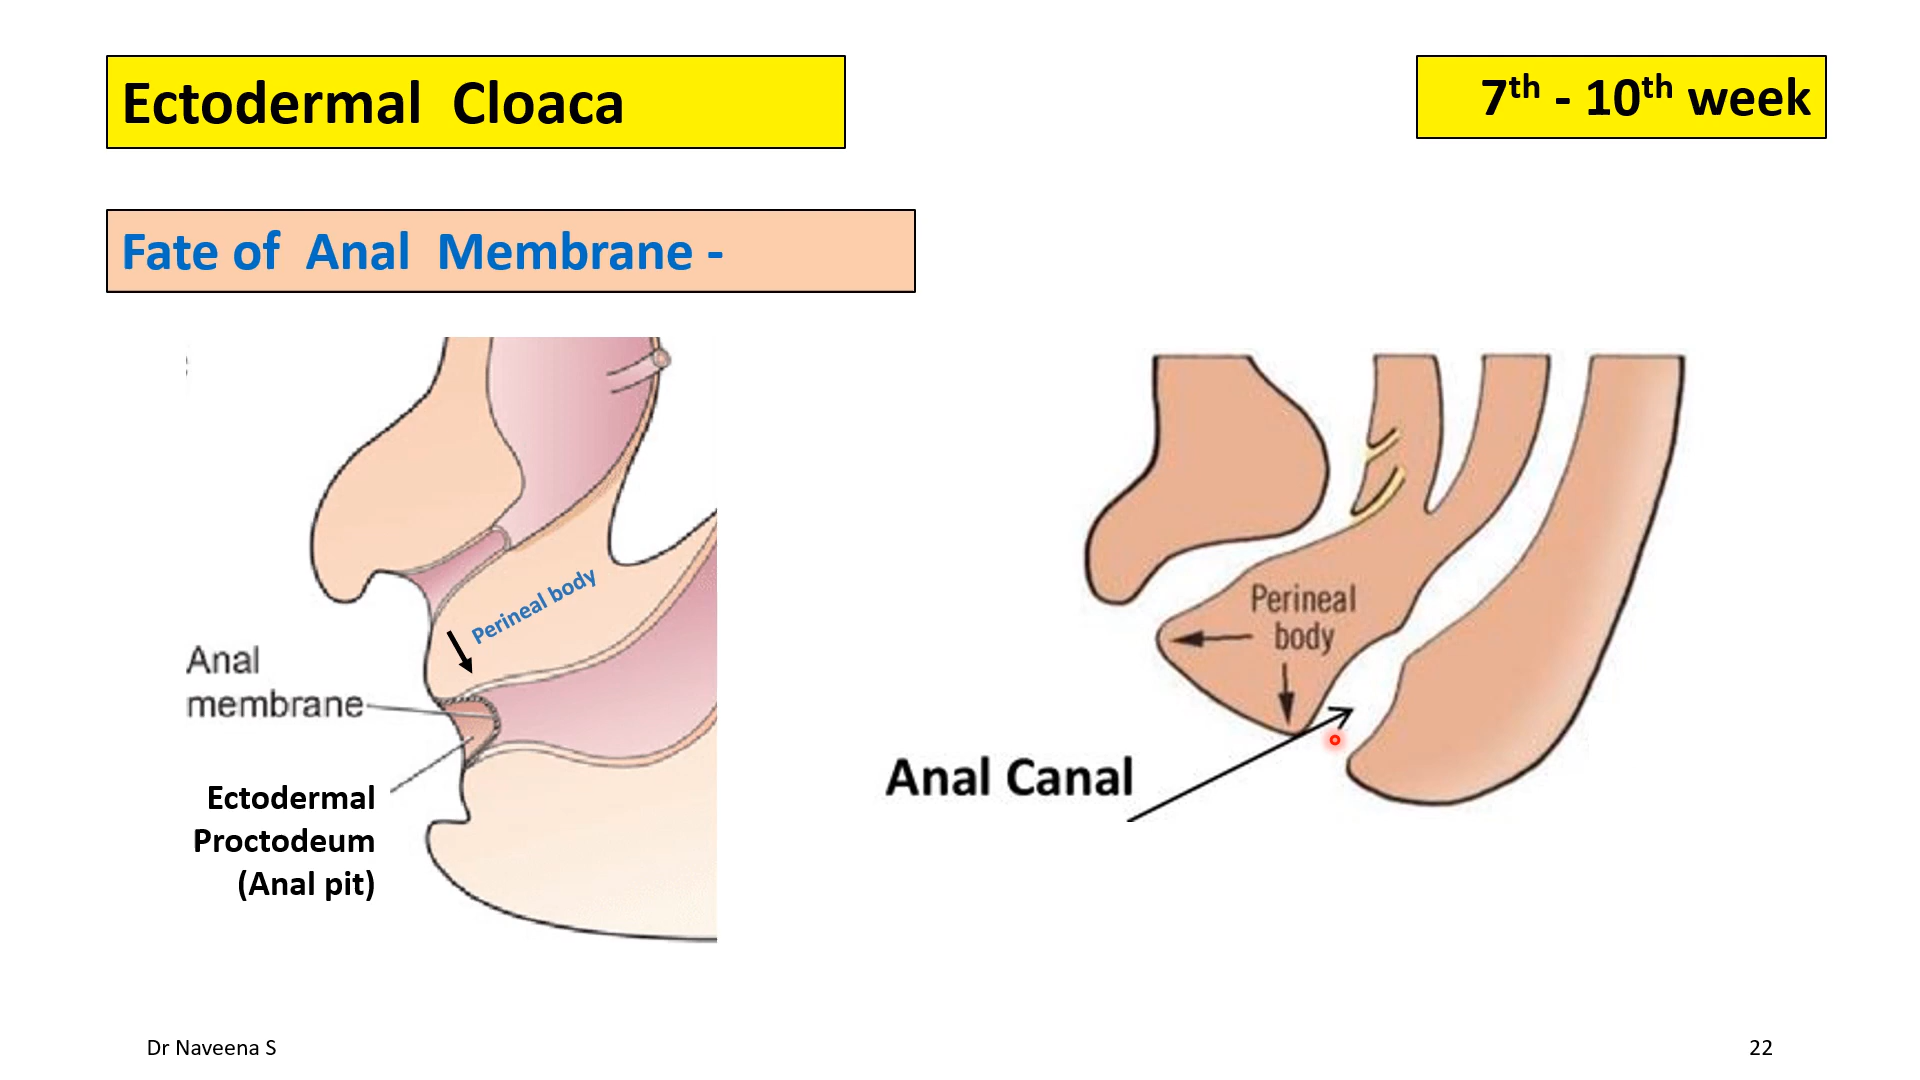 Ectodermal Cloaca
7th - 10th week
Fate of Anal Membrane -
Perineal body
Anal
membrane
Ectodermal
Proctodeum
(Anal pit)
Perineal
body
Anal Canal
Dr Naveena S
22